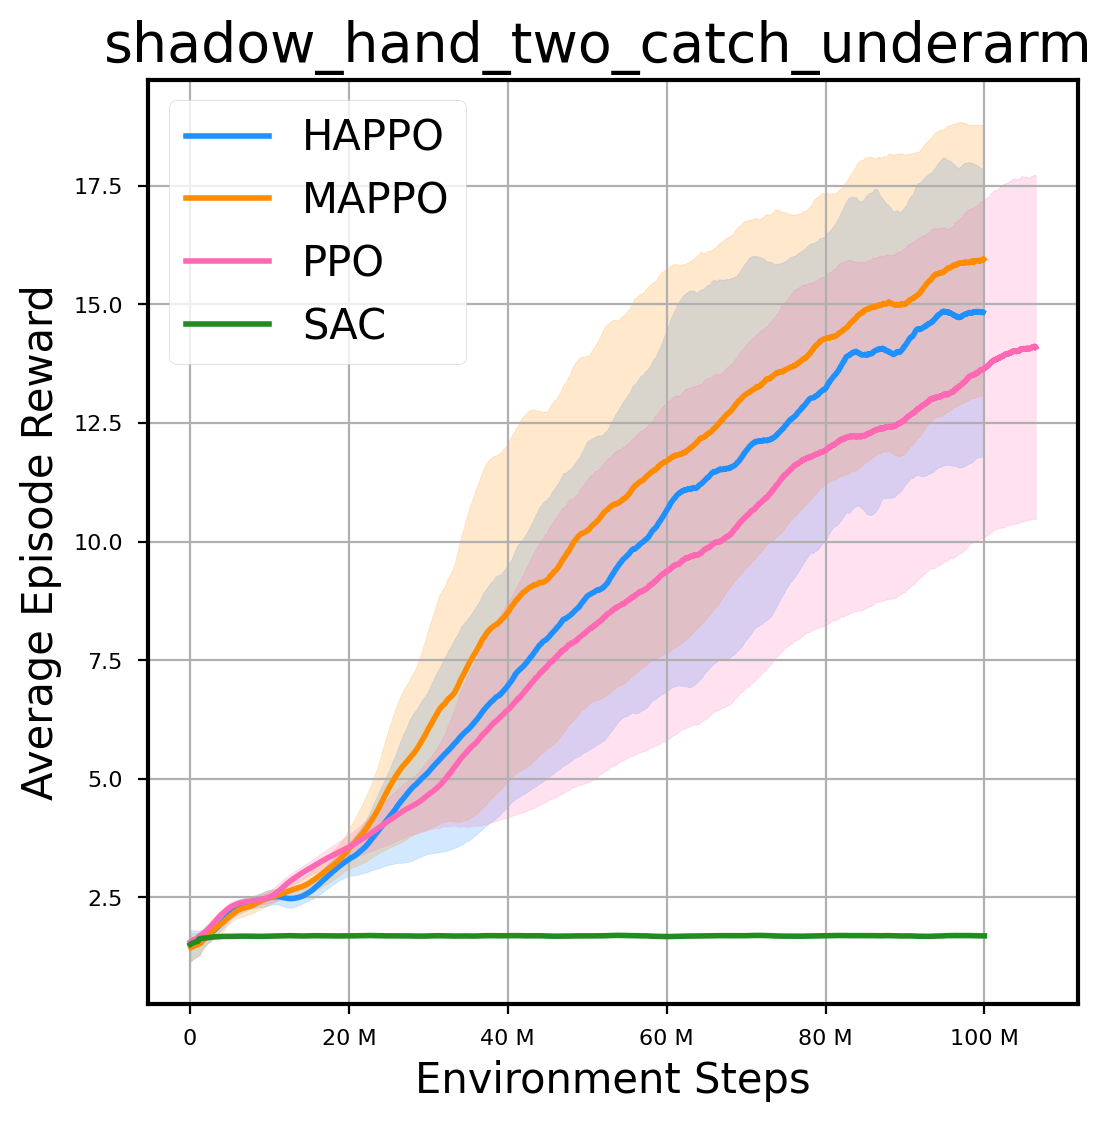 shadow_hand_two_catch_underarm
HAPPO
MAPPO
PPO
SAC
17.5
15.0
12.5
10.0
7.5
5.0
2.5
Average Episode Reward
0 20 M 40 M 60 M 80 M 100 M
Environment Steps